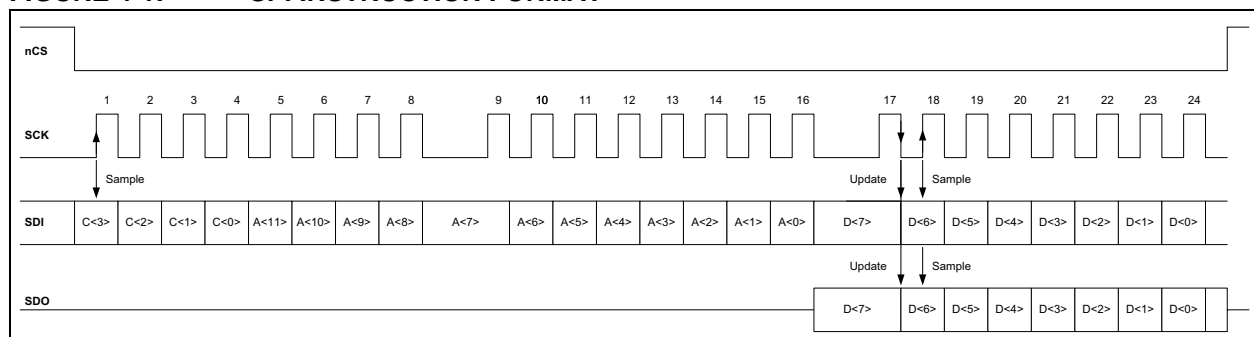 nCS
1 2 3 4 5 6 7 8 9 10 11 12 13 14 15 16 17 18 19 20 21 22 23 24
SCK
Sample Update Sample
SDI C<3> C<2> C<1> C<0> A<11> A<10> A<9> A<8> A<7> A<6> A<5> A<4> A<3> A<2> A<1> A<0> D<7> D<6> D<5> D<4> D<3> D<2> D<1> D<0>
Update Sample
SDO D<7> D<6> D<5> D<4> D<3> D<2> D<1> D<0>